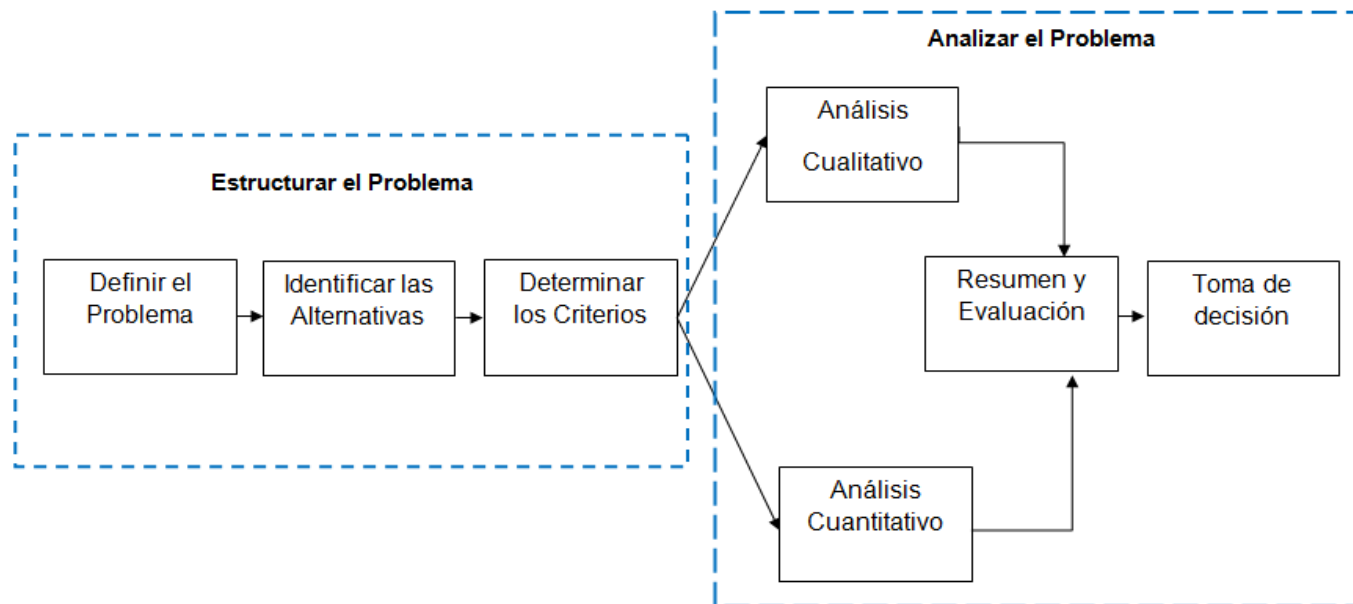 Estructurar el Problema
Definir el
Problema
Identificar las
Alternativas
Determinar
los Criterios
Analizar el Problema
Análisis
Cualitativo
Análisis
Cuantitativo
Resumen y
Evaluación
Toma de
decisión